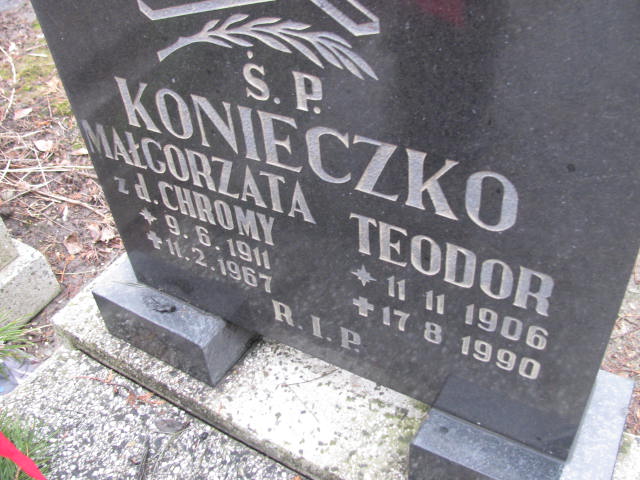 Ś. P.
KONIECZKO
MAŁGORZATA
z d. CHROMY
* 9. 6. 1911
+ 11. 2. 1967
TEODOR
* 11 11 1906
+ 17 8 1990
R. I. P.